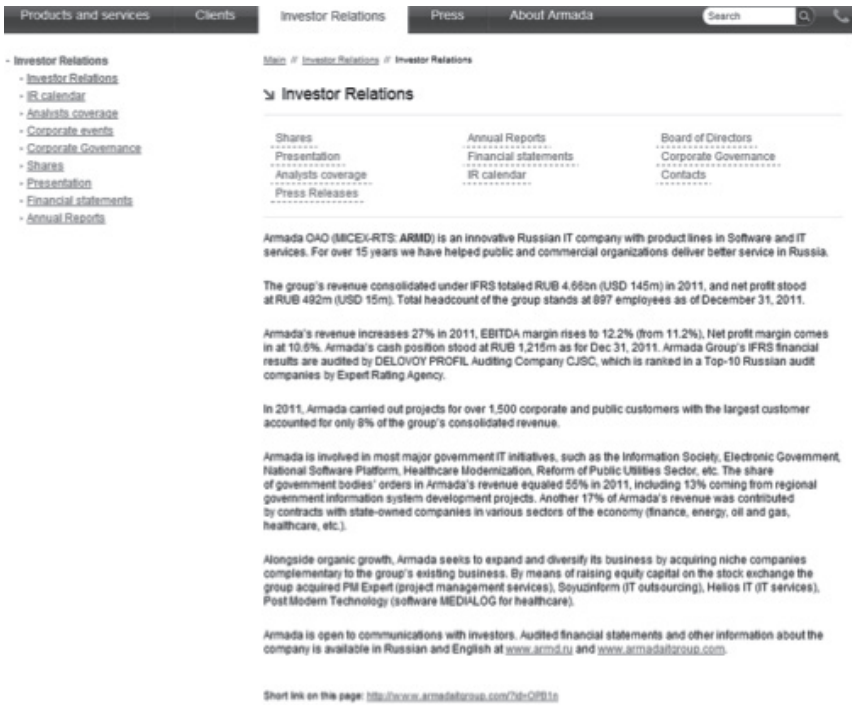 Products and services Clients Investor Relations Press About Armada Search
- Investor Relations
- Investor Relations
- IR calendar
- Analysts coverage
- Corporate events
- Corporate Governance
- Shares
- Presentation
- Financial statements
- Annual Reports
Main // Investor Relations // Investor Relations
Investor Relations
Shares Annual Reports Board of Directors
Presentation Financial statements Corporate Governance
Analysts coverage IR calendar Contacts
Press Releases
Armada OAO (MICEX-RTS: ARMD) is an innovative Russian IT company with product lines in Software and IT
services. For over 15 years we have helped public and commercial organizations deliver better service in Russia.
The group's revenue consolidated under IFRS totaled RUB 4.66bn (USD 145m) in 2011, and net profit stood
at RUB 492m (USD 15m). Total headcount of the group stands at 897 employees as of December 31, 2011.
Armada's revenue increases 27% in 2011, EBITDA margin rises to 12.2% (from 11.2%), Net profit margin comes
in at 10.6%. Armada's cash position stood at RUB 1,215m as for Dec 31, 2011. Armada Group's IFRS financial
results are audited by DELOVOY PROFIL Auditing Company CJSC, which is ranked in a Top-10 Russian audit
companies by Expert Rating Agency.
In 2011, Armada carried out projects for over 1,500 corporate and public customers with the largest customer
accounted for only 8% of the group's consolidated revenue.
Armada is involved in most major government IT initiatives, such as the Information Society, Electronic Government,
National Software Platform, Healthcare Modernization, Reform of Public Utilities Sector, etc. The share
of government bodies' orders in Armada's revenue equaled 55% in 2011, including 13% coming from regional
government information system development projects. Another 17% of Armada's revenue was contributed
by contracts with state-owned companies in various sectors of the economy (finance, energy, oil and gas,
healthcare, etc.).
Alongside organic growth, Armada seeks to expand and diversify its business by acquiring niche companies
complementary to the group's existing business. By means of raising equity capital on the stock exchange the
group acquired PM Expert (project management services), Soyuzinform (IT outsourcing), Helios IT (IT services),
Post Modern Technology (software MEDIALOG for healthcare).
Armada is open to communications with investors. Audited financial statements and other information about the
company is available in Russian and English at www.armd.ru and www.armadaitgroup.com.
Short link on this page: http://www.armadaitgroup.com/?id=OPB1n